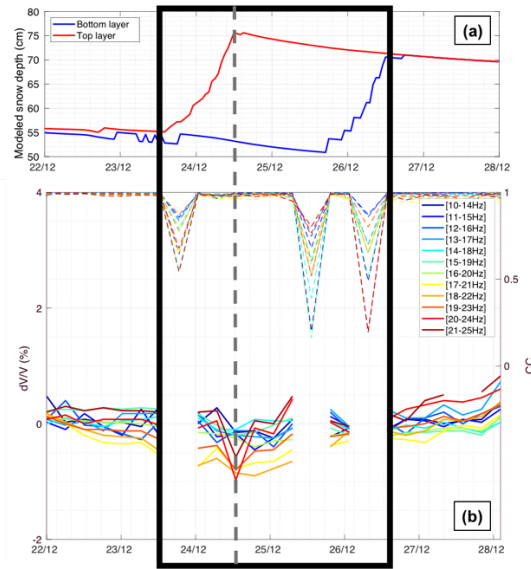 80
75
70
65
60
55
50
Modeled snow depth (cm)
Bottom layer
Top layer
(a)
22/12 23/12 24/12 25/12 26/12 27/12 28/12
4
2
0
-2
dV/V (%)
1
0.5
0
CC
[10-14Hz]
[11-15Hz]
[12-16Hz]
[13-17Hz]
[14-18Hz]
[15-19Hz]
[16-20Hz]
[17-21Hz]
[18-22Hz]
[19-23Hz]
[20-24Hz]
[21-25Hz]
(b)
22/12 23/12 24/12 25/12 26/12 27/12 28/12